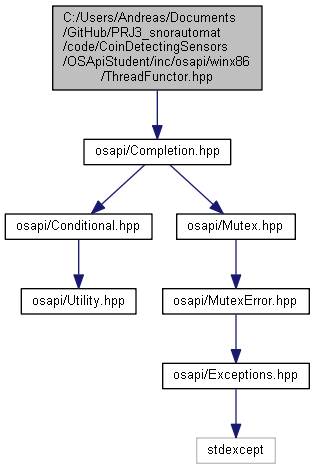 C:/Users/Andreas/Documents
/GitHub/PRJ3_snorautomat
/code/CoinDetectingSensors
/OSApiStudent/inc/osapi/winx86
/ThreadFunctor.hpp
osapi/Completion.hpp
osapi/Conditional.hpp
osapi/Mutex.hpp
osapi/Utility.hpp
osapi/MutexError.hpp
osapi/Exceptions.hpp
stdexcept